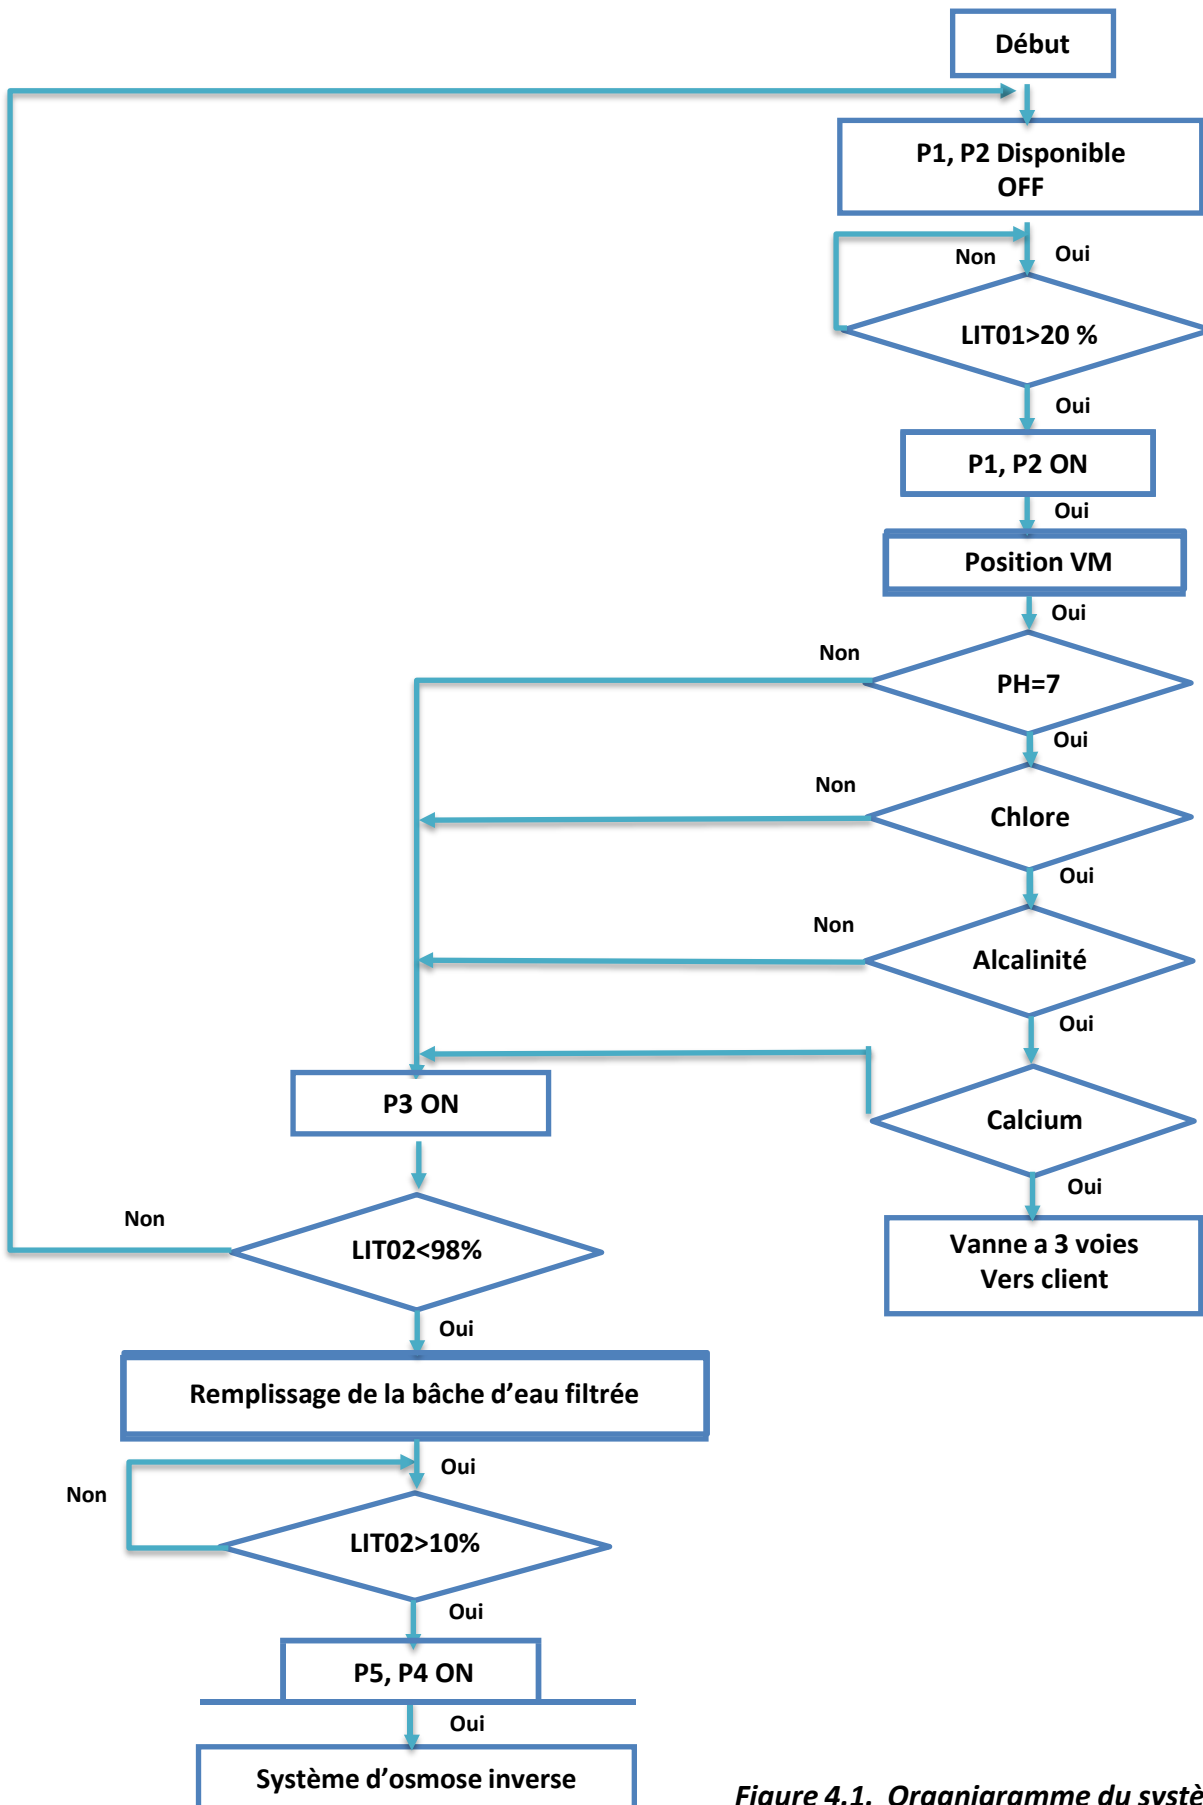 Début
P1, P2 Disponible
OFF
Non
Oui
LIT01>20 %
Oui
P1, P2 ON
Oui
Position VM
Oui
Non
PH=7
Oui
Non
Chlore
Oui
Non
Alcalinité
Oui
P3 ON
Calcium
Oui
Non
LIT02<98%
Vanne a 3 voies
Vers client
Oui
Remplissage de la bâche d'eau filtrée
Oui
Non
LIT02>10%
Oui
P5, P4 ON
Oui
Système d'osmose inverse
Figure 4.1. Organigramme du systè